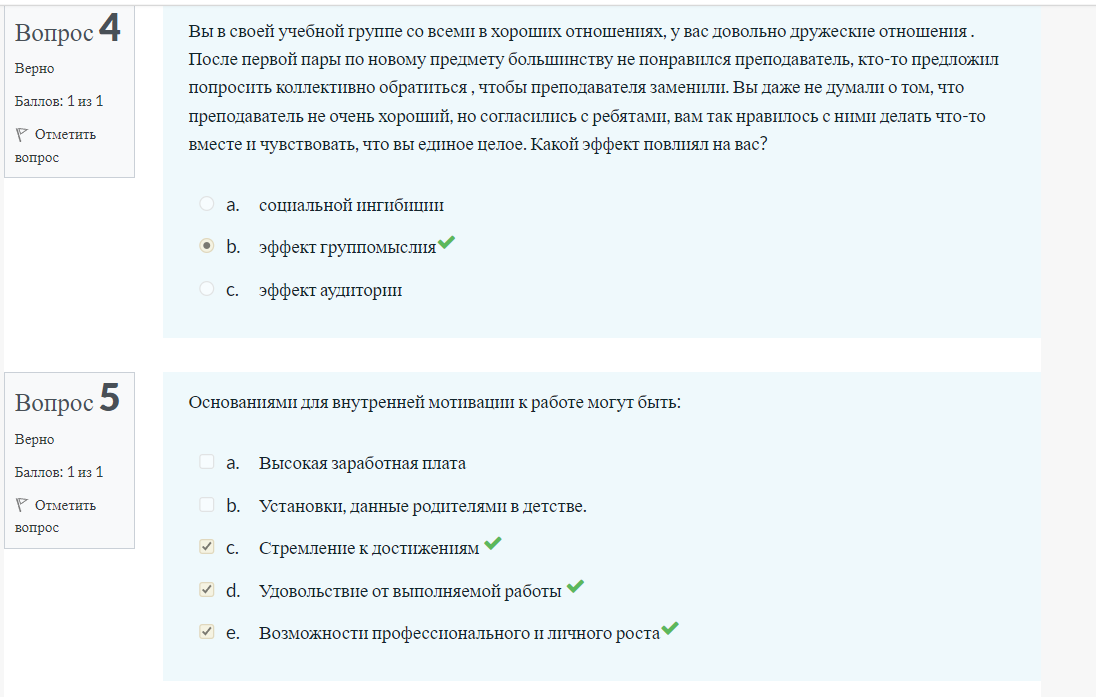 Вопрос 4
Верно
Баллов: 1 из 1
Отметить
вопрос
Вы в своей учебной группе со всеми в хороших отношениях, у вас довольно дружеские отношения .
После первой пары по новому предмету большинству не понравился преподаватель, кто-то предложил
попросить коллективно обратиться , чтобы преподавателя заменили. Вы даже не думали о том, что
преподаватель не очень хороший, но согласились с ребятами, вам так нравилось с ними делать что-то
вместе и чувствовать, что вы единое целое. Какой эффект повлиял на вас?
a. социальной ингибиции
b. эффект группомыслия
c. эффект аудитории
Вопрос 5
Верно
Баллов: 1 из 1
Отметить
вопрос
Основаниями для внутренней мотивации к работе могут быть:
a. Высокая заработная плата
b. Установки, данные родителями в детстве.
c. Стремление к достижениям
d. Удовольствие от выполняемой работы
e. Возможности профессионального и личного роста